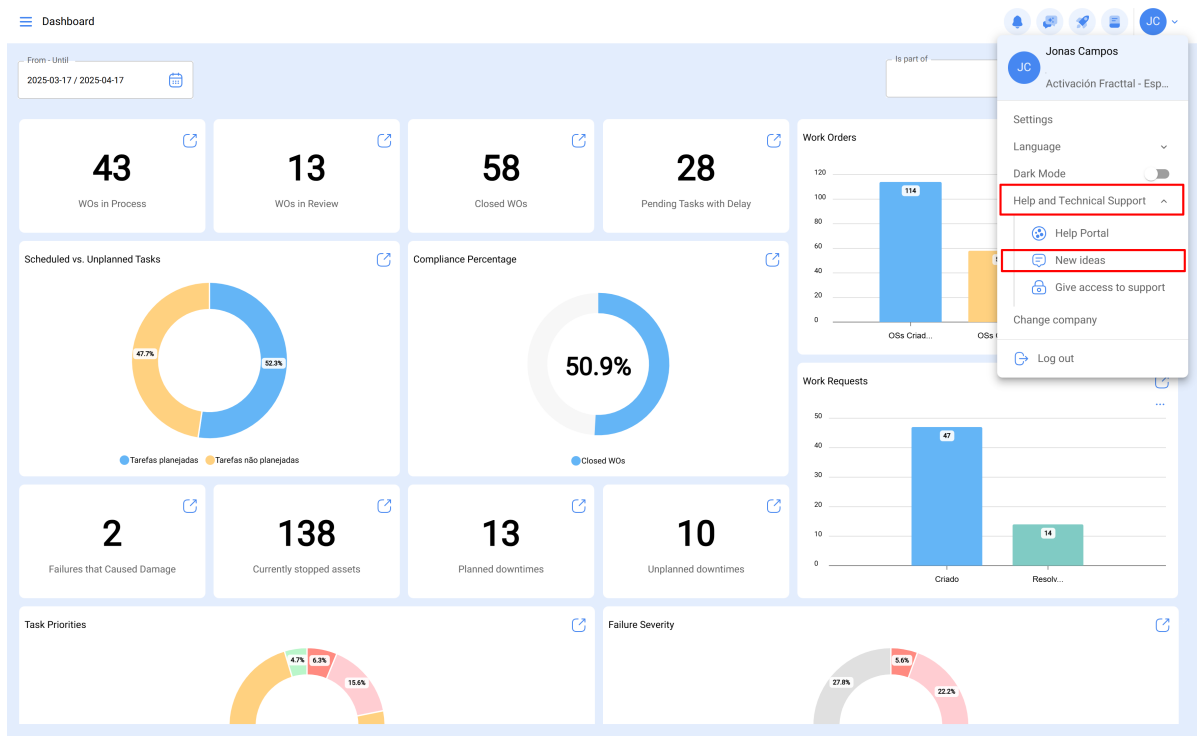 Dashboard
JC
From - Until
2025-03-17 / 2025-04-17
Is part of
JC
Jonas Campos
Activación Fracttal - Esp...
Settings
Language
Dark Mode
Help and Technical Support
Help Portal
New ideas
Give access to support
Change company
Log out
43
WOs in Process
13
WOs in Review
58
Closed WOs
28
Pending Tasks with Delay
Work Orders
120
100
80
60
40
20
0
114
OSs Criad...
OSs
Scheduled vs. Unplanned Tasks
47.7%
52.3%
Tarefas planejadas
Tarefas não planejadas
Compliance Percentage
50.9%
Closed WOs
Work Requests
...
50
40
30
20
10
0
47
14
Criado
Resolv...
2
Failures that Caused Damage
138
Currently stopped assets
13
Planned downtimes
10
Unplanned downtimes
Task Priorities
4.7%
6.3%
15.6%
Failure Severity
5.6%
27.8%
22.2%